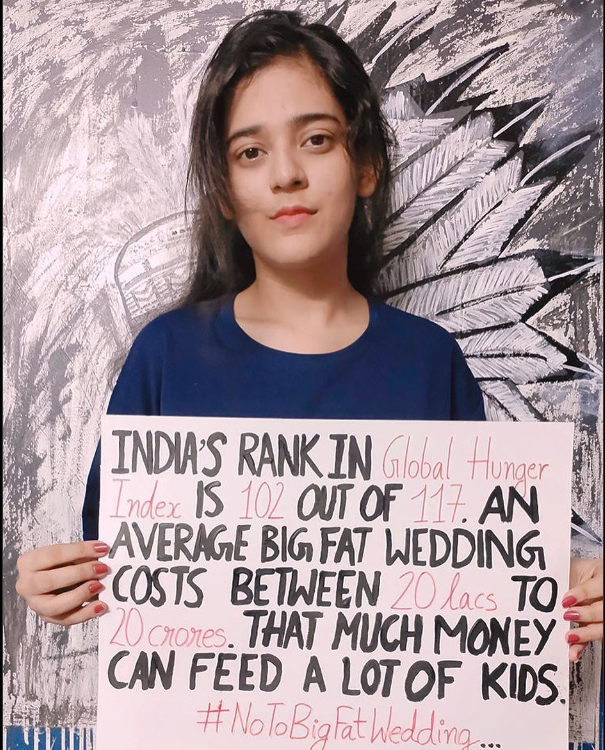 INDIA'S RANK IN Global Hunger
Index IS 102 OUT OF 117. AN
AVERAGE BIG FAT WEDDING
COSTS BETWEEN 20 lacs TO
20 crores. THAT MUCH MONEY
CAN FEED A LOT OF KIDS.
#NoToBigFatWedding...